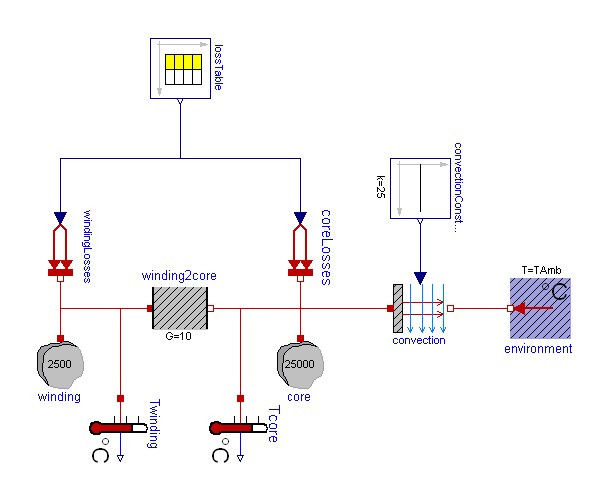 lossTable
convectionConst...
k=25
windingLosses
coreLosses
winding2core
G=10
T=TAmb
°C
convection
environment
2500
winding
25000
core
Twinding
°C
Tcore
°C